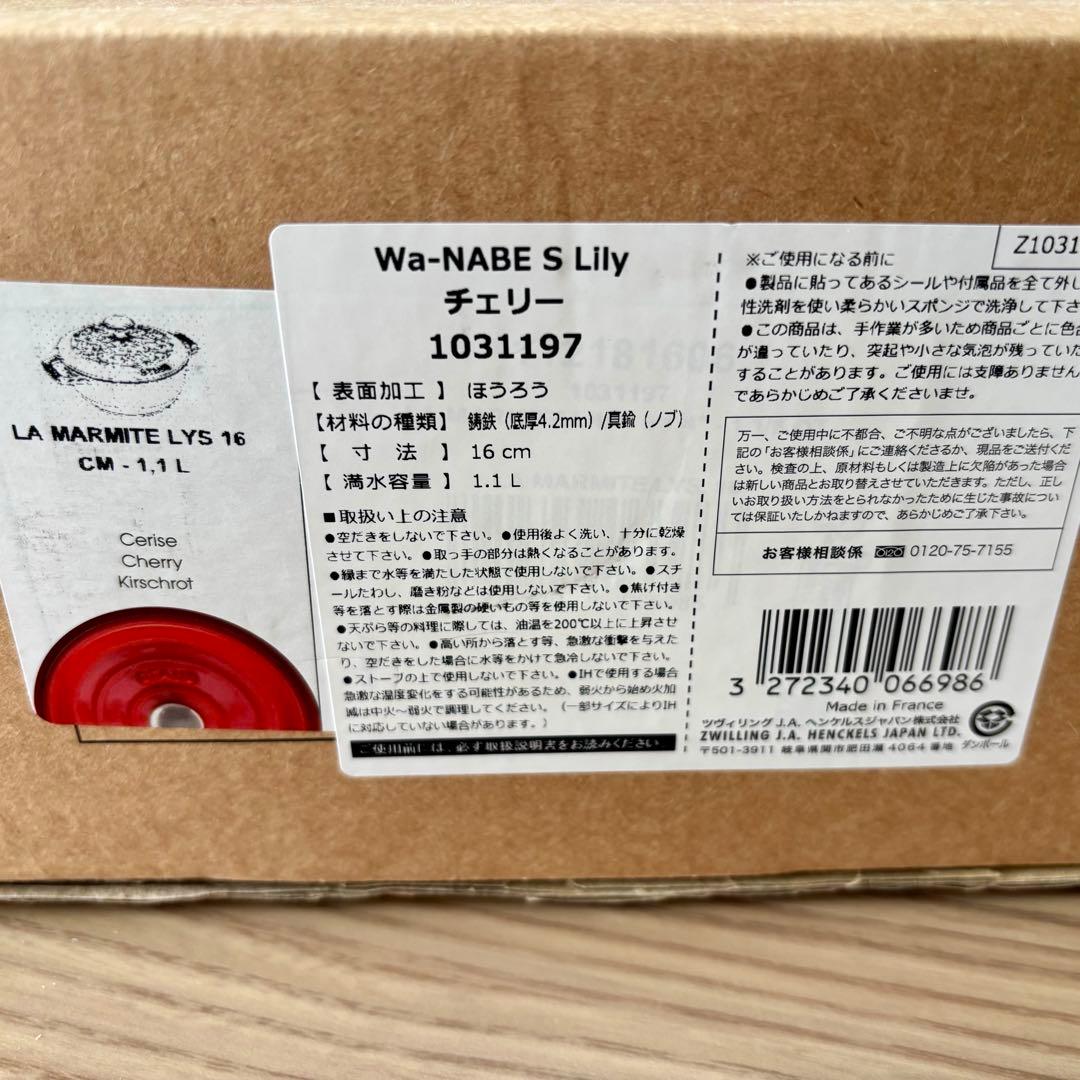 LA MARMITE LYS 16
CM - 1,1 L
Cerise
Cherry
Kirschrot
Wa-NABE S Lily
チェリー
1031197
【 表面加工 】 ほうろう
【材料の種類】 鋳鉄（底厚4.2mm）/真鍮（ノブ）
【 寸 法 】 16 cm
【 満水容量 】 1.1 L
■取扱い上の注意
●空だきをしないで下さい。●使用後よく洗い、十分に乾燥
させて下さい。●取っ手の部分は熱くなることがあります。
●縁まで水等を満たした状態で使用しないで下さい。●スチ
ールたわし、磨き粉などは使用しないで下さい。●焦げ付き
等を落とす際は金属製の硬いもの等を使用しないで下さい。
●天ぷら等の料理に際しては、油温を200℃以上に上昇させ
ないで下さい。●高い所から落とす等、急激な衝撃を与えた
り、空だきをした場合に水等をかけて急冷しないで下さい。
●ストーブの上で使用しないで下さい。●IHで使用する場合
急激な温度変化をする可能性があるため、弱火から始め火加
減は中火～弱火で調理してください。（一部サイズによりIH
に対応していない場合があります。）
ご使用前には、必ず取扱説明書をお読みください
Z1031
※ご使用になる前に
●製品に貼ってあるシールや付属品を全て外し
性洗剤を使い柔らかいスポンジで洗浄して下さ
●この商品は、手作業が多いため商品ごとに色合
が違っていたり、突起や小さな気泡が残っていた
することがあります。ご使用には支障ありません
であらかじめご了承くださいませ。
万一、ご使用中に不都合、ご不明な点がございましたら、下
記の「お客様相談係」にご連絡くださるか、現品をご送付くださ
い。検査の上、原材料もしくは製造上に欠陥があった場合
は新しい商品とお取り替えさせていただきます。ただし、正し
いお取り扱い方法をとられなかったために生じた事故につい
ては保証いたしかねますので、あらかじめご了承下さい。
お客様相談係 0120-75-7155
3 272340 066986
Made in France
ツヴィリング J.A. ヘンケルスジャパン株式会社
ZWILLING J.A. HENCKELS JAPAN LTD.
〒501-3911 岐阜県関市肥田瀬 4064 番地
ダンボール